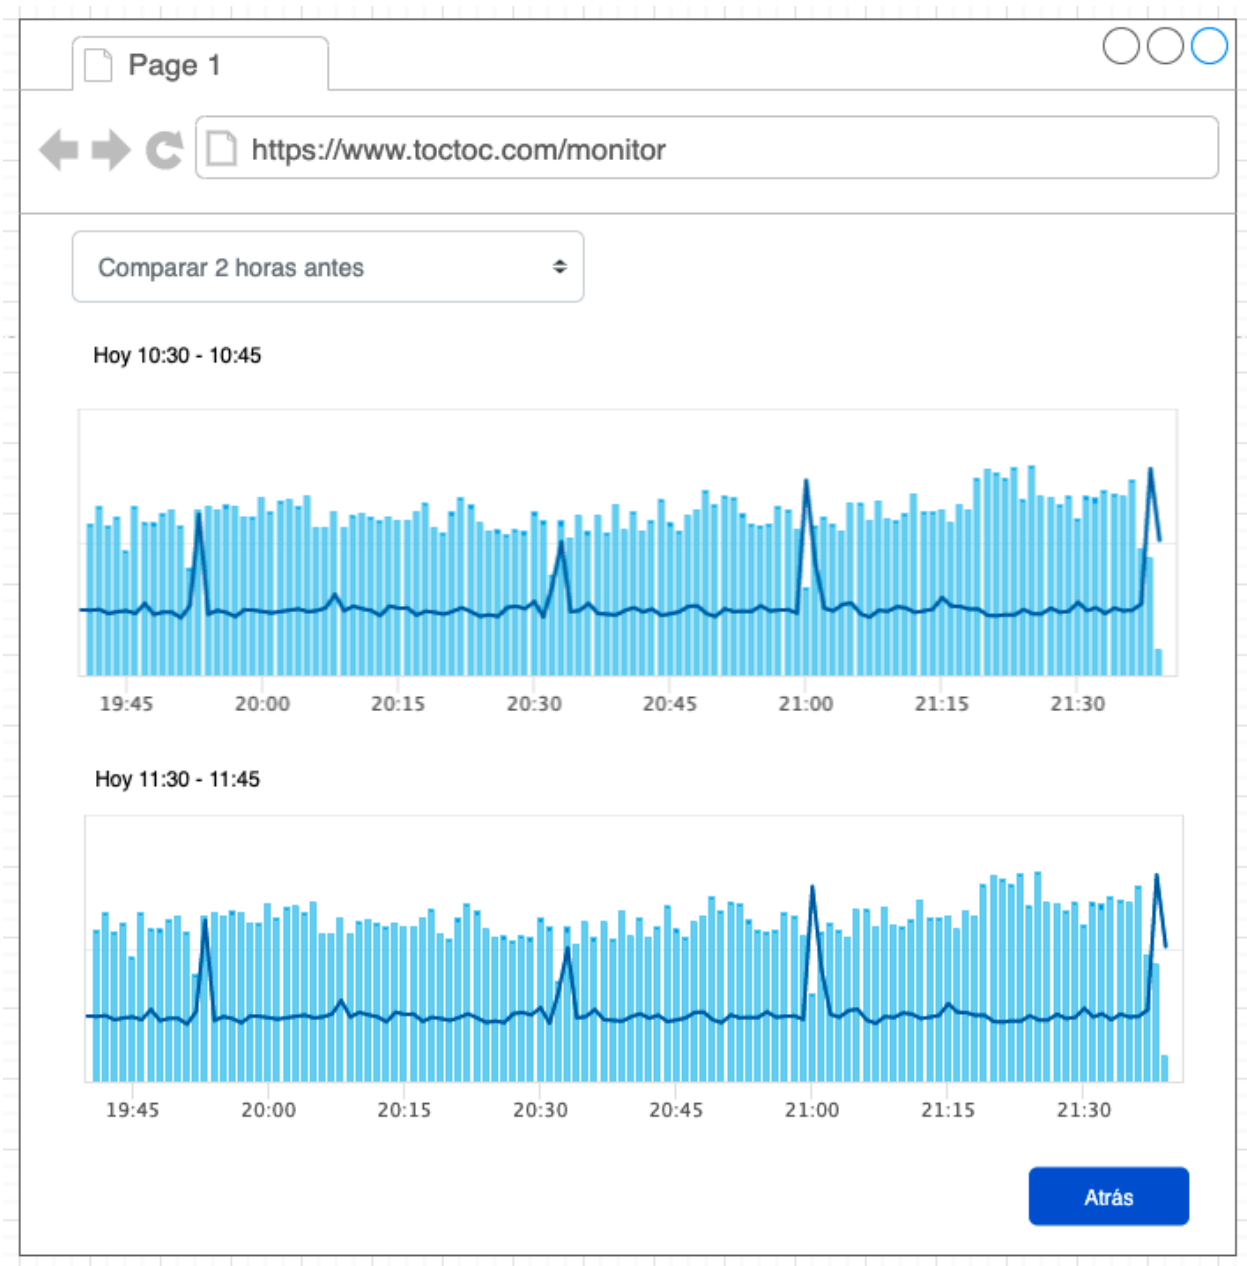 Page 1
https://www.toctoc.com/monitor
Comparar 2 horas antes
Hoy 10:30 - 10:45
19:45 20:00 20:15 20:30 20:45 21:00 21:15 21:30
Hoy 11:30 - 11:45
19:45 20:00 20:15 20:30 20:45 21:00 21:15 21:30
Atrás